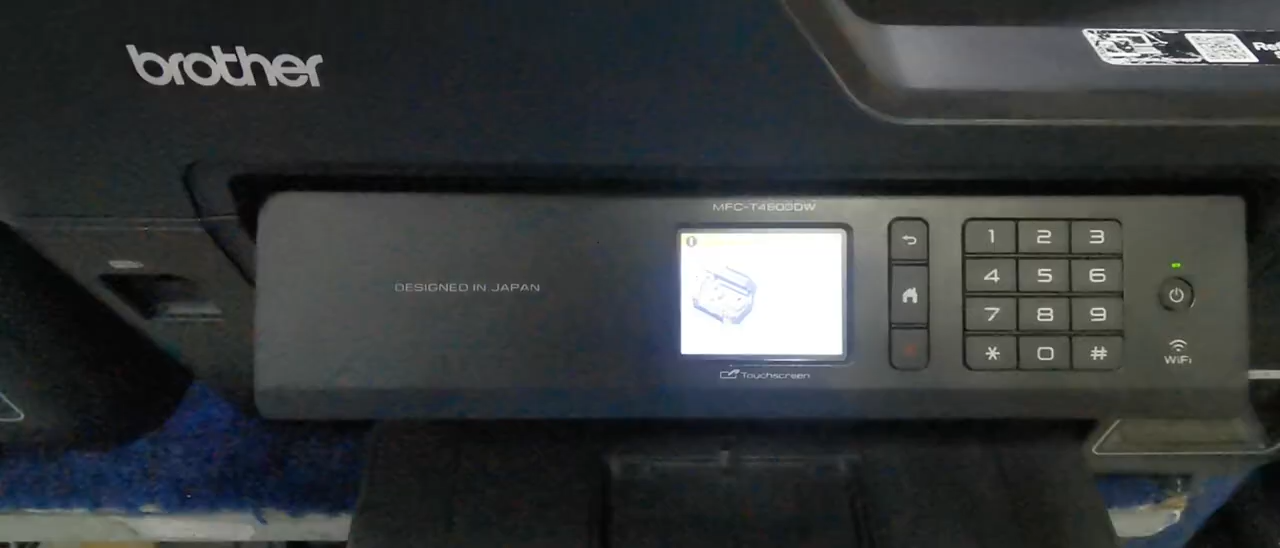 brother
MFC-T4500DW
DESIGNED IN JAPAN
1 2 3
4 5 6
7 8 9
* 0 #
WiFi
Touchscreen